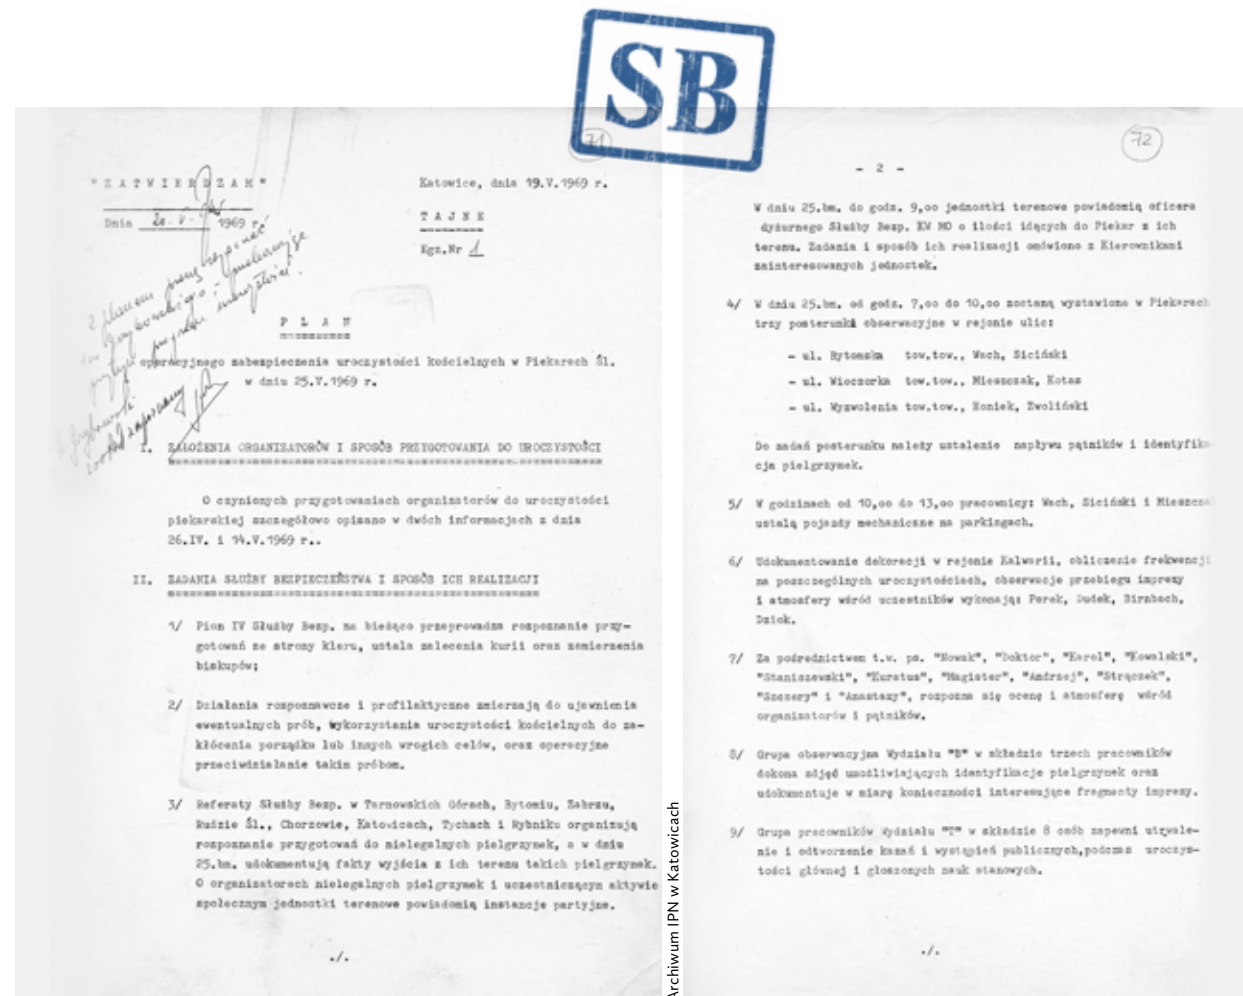 SB
71
"ZATWIERDZAM"
Dnia 20.V. 1969 r.
Katowice, dnia 19.V.1969 r.
TAJNE
Egz.Nr 1
z planem proszę zapoznać
P L A N
operacyjnego zabezpieczenia uroczystości kościelnych w Piekarach Śl.
w dniu 25.V.1969 r.
I. ZAŁOŻENIA ORGANIZATORÓW I SPOSÓB PRZYGOTOWANIA DO UROCZYSTOŚCI
O czynionych przygotowaniach organizatorów do uroczystości
piekarskiej szczegółowo opisano w dwóch informacjach z dnia
26.IV. i 14.V.1969 r..
II. ZADANIA SŁUŻBY BEZPIECZEŃSTWA I SPOSÓB ICH REALIZACJI
1/ Pion IV Służby Bezp. na bieżąco przeprowadza rozpoznanie przy-
gotowań ze strony kleru, ustala zalecenia kurii oraz zamierzenia
biskupów;
2/ Działania rozpoznawcze i profilaktyczne zmierzają do ujawnienia
ewentualnych prób, wykorzystania uroczystości kościelnych do za-
kłócenia porządku lub innych wrogich celów, oraz operacyjne
przeciwdziałanie takim próbom.
3/ Referaty Służby Bezp. w Tarnowskich Górach, Bytomiu, Zabrzu,
Rudzie Śl., Chorzowie, Katowicach, Tychach i Rybniku organizują
rozpoznanie przygotowań do nielegalnych pielgrzymek, a w dniu
25.bm. udokumentują fakty wyjścia z ich terenu takich pielgrzymek.
O organizatorach nielegalnych pielgrzymek i uczestniczącym aktywie
społecznym jednostki terenowe powiadomią instancje partyjne.
./.
Archiwum IPN w Katowicach
72
- 2 -
W dniu 25.bm. do godz. 9,oo jednostki terenowe powiadomią oficera
dyżurnego Służby Bezp. KW MO o ilości idących do Piekar z ich
terenu. Zadania i sposób ich realizacji omówiono z Kierownikami
zainteresowanych jednostek.
4/ W dniu 25.bm. od godz. 7,oo do 10,oo zostaną wystawione w Piekarach
trzy posterunki obserwacyjne w rejonie ulic:
- ul. Bytomska tow.tow., Wach, Siciński
- ul. Wieczorka tow.tow., Mieszczak, Kotas
- ul. Wyzwolenia tow.tow., Koniek, Zwoliński
Do zadań posterunku należy ustalenie napływu pątników i identyfika-
cja pielgrzymek.
5/ W godzinach od 10,oo do 13,oo pracownicy: Wach, Siciński i Mieszcza
ustalą pojazdy mechaniczne na parkingach.
6/ Udokumentowanie dekoracji w rejonie Kalwarii, obliczenie frekwencji
na poszczególnych uroczystościach, obserwacje przebiegu imprezy
i atmosfery wśród uczestników wykonają: Perek, Dudek, Birnbach,
Dziok.
7/ Za pośrednictwem t.w. ps. "Nowak", "Doktor", "Karol", "Kowalski",
"Staniszewski", "Kuratus", "Magister", "Andrzej", "Strączek",
"Szczery" i "Anastazy", rozpozna się ocenę i atmosferę wśród
organizatorów i pątników.
8/ Grupa obserwacyjna Wydziału "B" w składzie trzech pracowników
dokona zdjęć umożliwiających identyfikacje pielgrzymek oraz
udokumentuje w miarę konieczności interesujące fragmenty imprezy.
9/ Grupa pracowników Wydziału "T" w składzie 8 osób zapewni utrwale-
nie i odtworzenie kazań i wystąpień publicznych,podczas uroczys-
tości głównej i głoszonych nauk stanowych.
./.